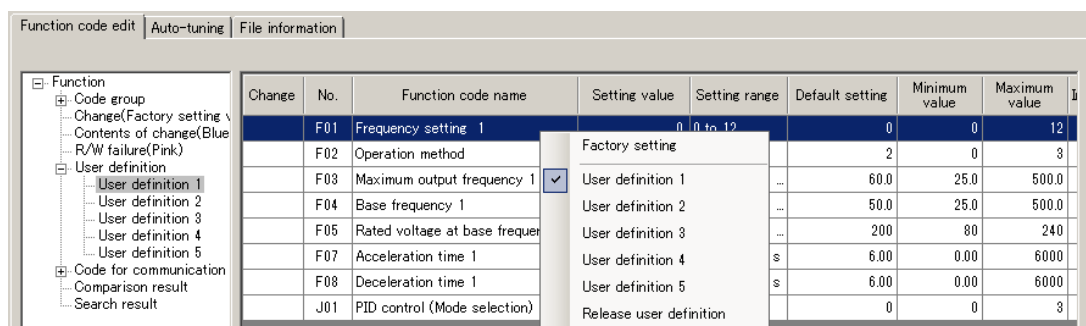 Function code edit Auto-tuning File information
Function
Code group
Change(Factory setting v
Contents of change(Blue
R/W failure(Pink)
User definition
User definition 1
User definition 2
User definition 3
User definition 4
User definition 5
Code for communication
Comparison result
Search result
Change No. Function code name Setting value Setting range Default setting Minimum value Maximum value
F01 Frequency setting 1 0 0 to 12 0 0 12
F02 Operation method 2 0 3
F03 Maximum output frequency 1 ... 60.0 25.0 500.0
F04 Base frequency 1 ... 50.0 25.0 500.0
F05 Rated voltage at base frequer ... 200 80 240
F07 Acceleration time 1 s 6.00 0.00 6000
F08 Deceleration time 1 s 6.00 0.00 6000
J01 PID control (Mode selection) 0 0 3
Factory setting
User definition 1
User definition 2
User definition 3
User definition 4
User definition 5
Release user definition